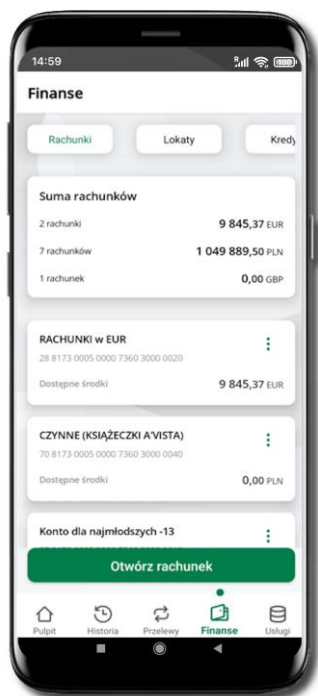 14:59
Finanse
Rachunki Lokaty Kredy
Suma rachunków
2 rachunki 9 845,37 EUR
7 rachunków 1 049 889,50 PLN
1 rachunek 0,00 GBP
RACHUNKI w EUR
28 8173 0005 0000 7360 3000 0020
Dostępne środki 9 845,37 EUR
CZYNNE (KSIĄŻECZKI A'VISTA)
70 8173 0005 0000 7360 3000 0040
Dostępne środki 0,00 PLN
Konto dla najmłodszych -13
Otwórz rachunek
Pulpit Historia Przelewy Finanse Usługi